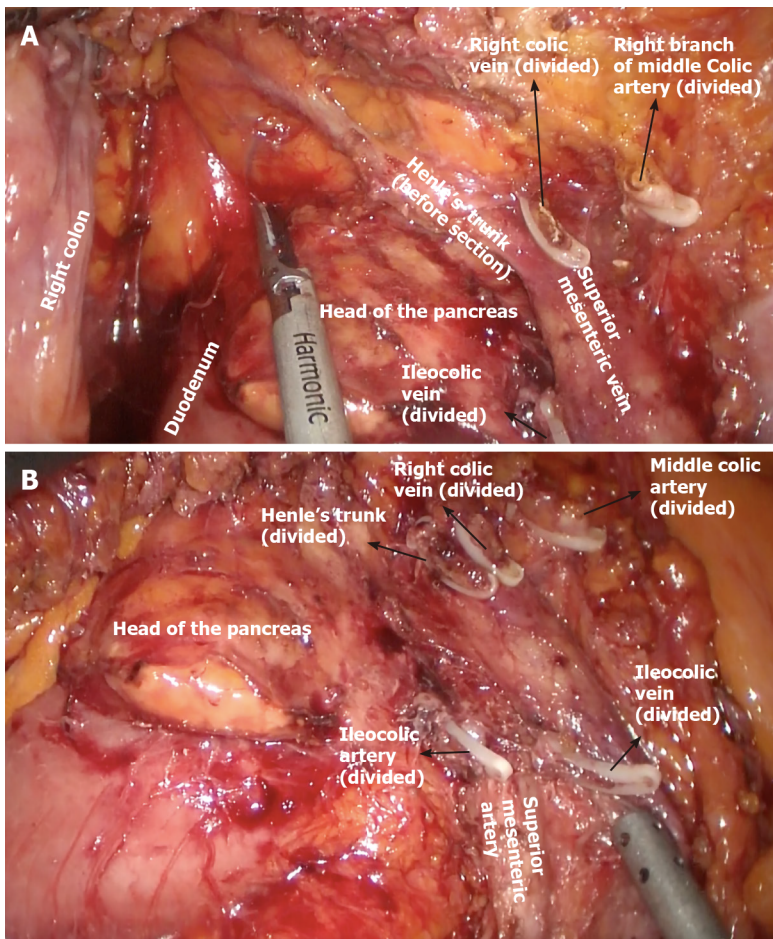 A
Right colic
vein (divided)
Right branch
of middle Colic
artery (divided)
Henle's trunk
(before section)
Right colon
Superior
mesenteric vein
Head of the pancreas
Harmonic
Duodenum
Ileocolic
vein
(divided)
B
Right colic
vein (divided)
Middle colic
artery
(divided)
Henle's trunk
(divided)
Head of the pancreas
Ileocolic
vein
(divided)
Ileocolic
artery
(divided)
Superior
mesenteric
artery